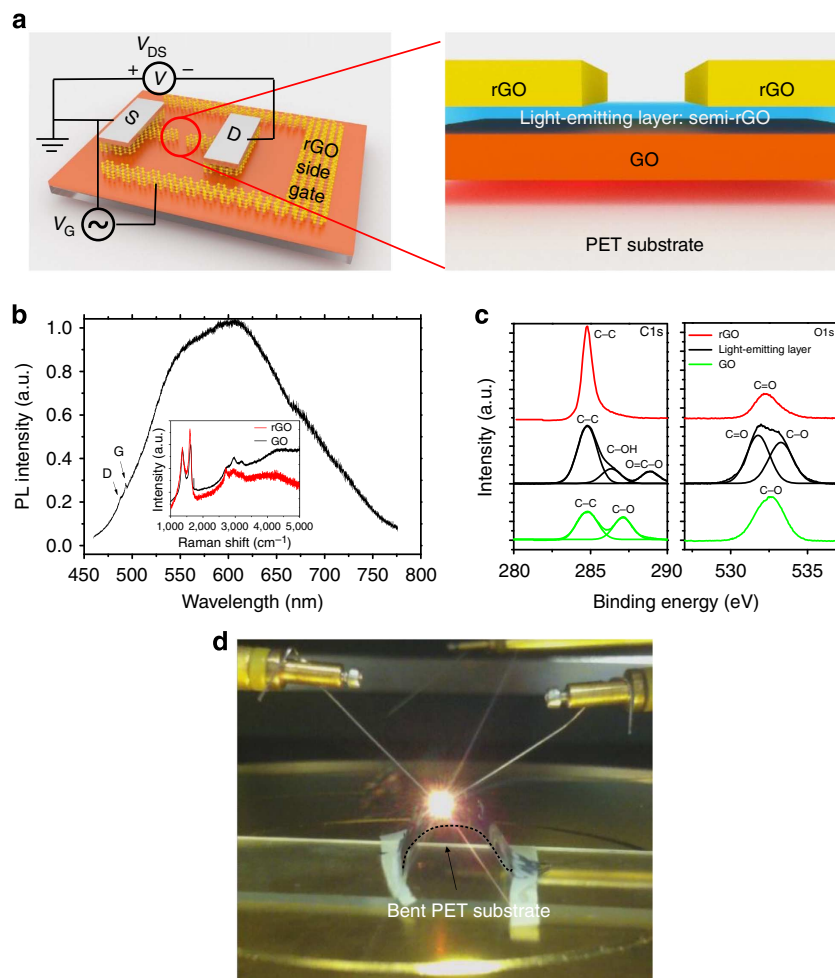 a
V_DS
+ V −
S
D
rGO side gate
V_G
rGO
rGO
Light-emitting layer: semi-rGO
GO
PET substrate
b
PL intensity (a.u.)
1.0
0.8
0.6
0.4
0.2
0.0
G
D
Intensity (a.u.)
rGO
GO
1,000 2,000 3,000 4,000 5,000
Raman shift (cm⁻¹)
450 500 550 600 650 700 750 800
Wavelength (nm)
c
Intensity (a.u.)
C1s
C–C
C–C
C–OH
O=C–O
C–C
C–O
280 285 290
O1s
rGO
Light-emitting layer
GO
C=O
C=O
C–O
C–O
530 535
Binding energy (eV)
d
Bent PET substrate